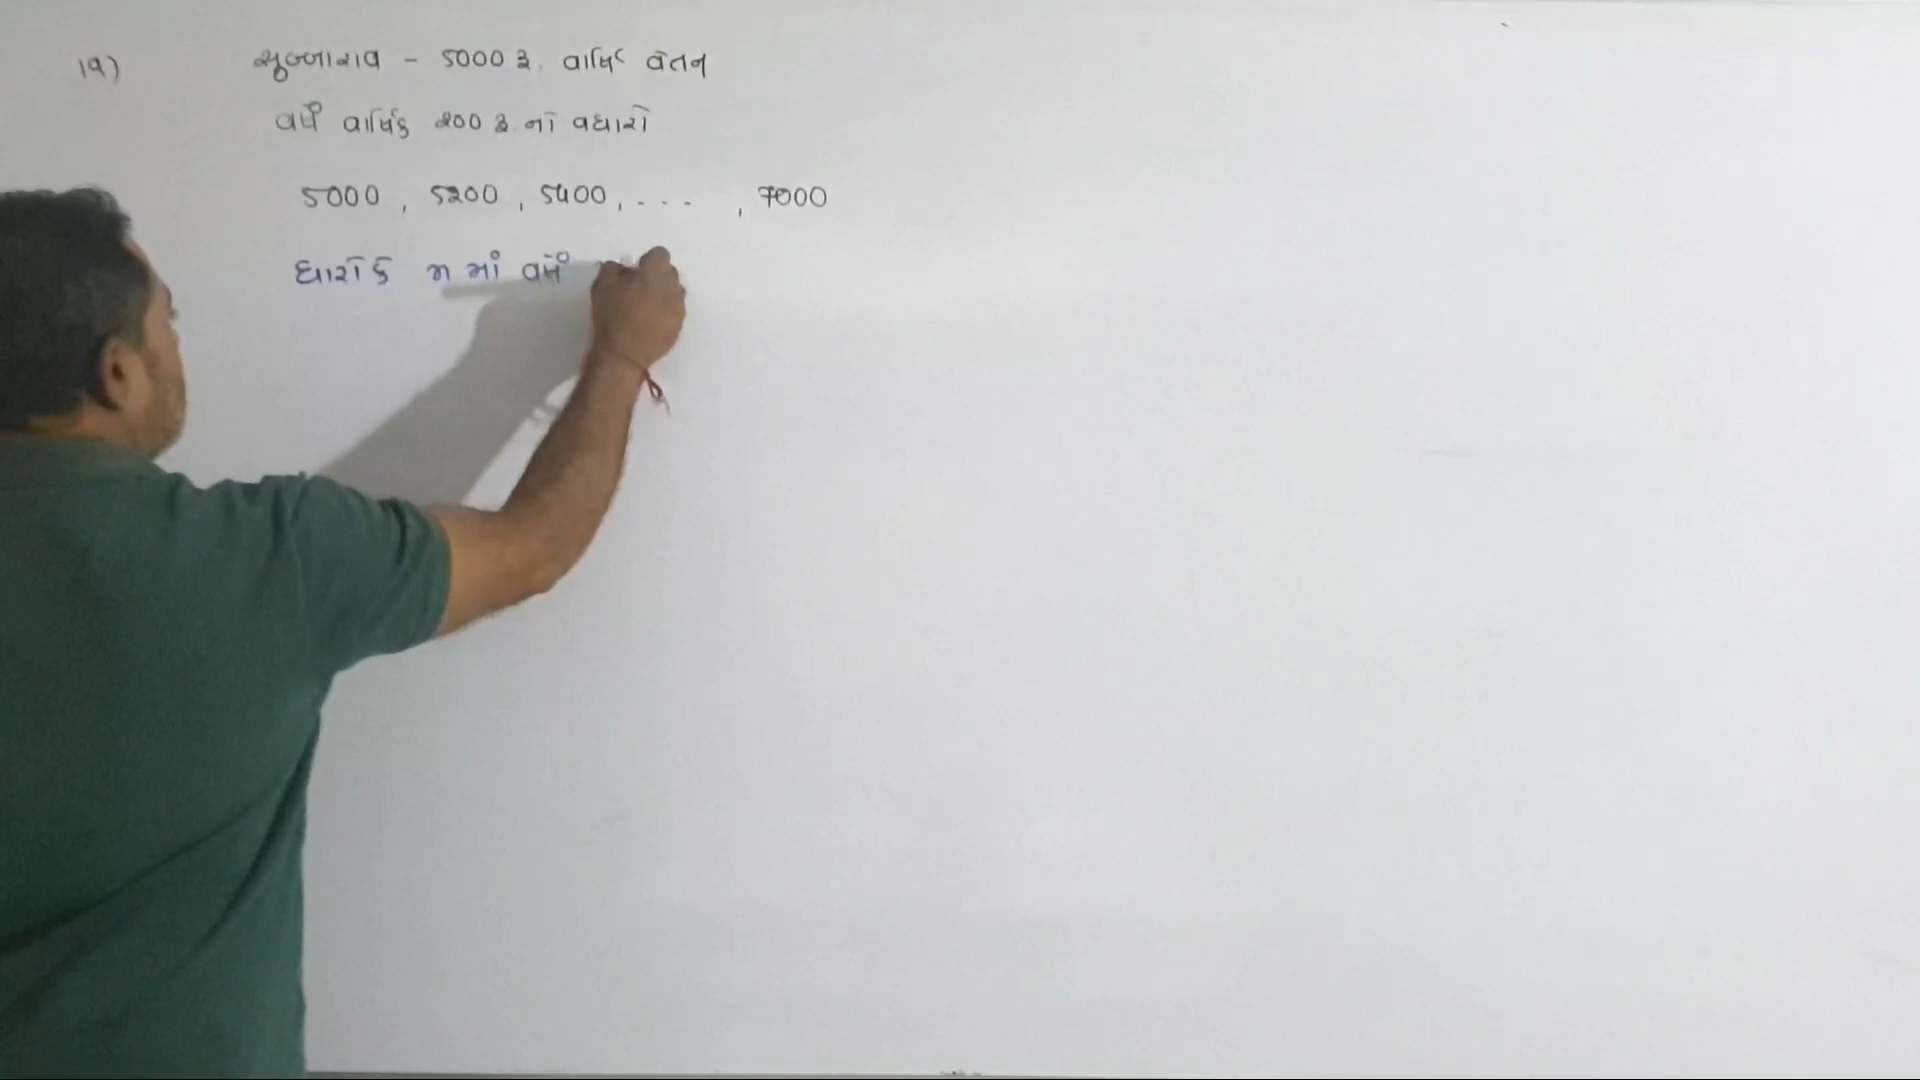 19) સુબ્બારાવ - 5000 રૂ. વાર્ષિ વેતન
વર્ષે વાર્ષિક 200 રૂ. નો વધારો
5000 , 5200 , 5400 , . . . , 7000
ધારોકે n માં વર્ષે